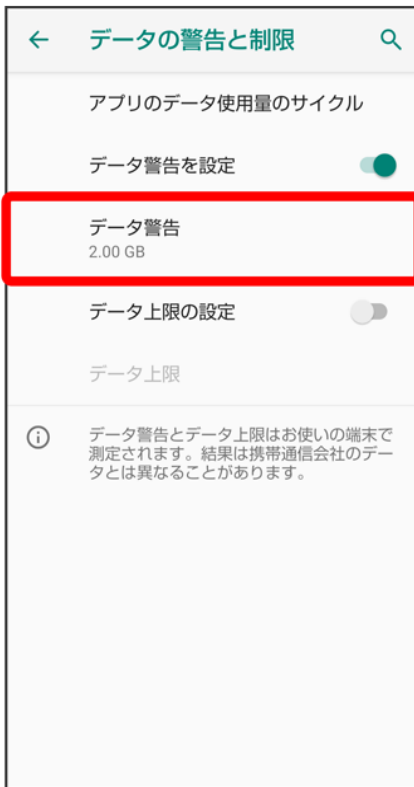 データの警告と制限
アプリのデータ使用量のサイクル
データ警告を設定
データ警告
2.00 GB
データ上限の設定
データ上限
データ警告とデータ上限はお使いの端末で
測定されます。結果は携帯通信会社のデー
タとは異なることがあります。